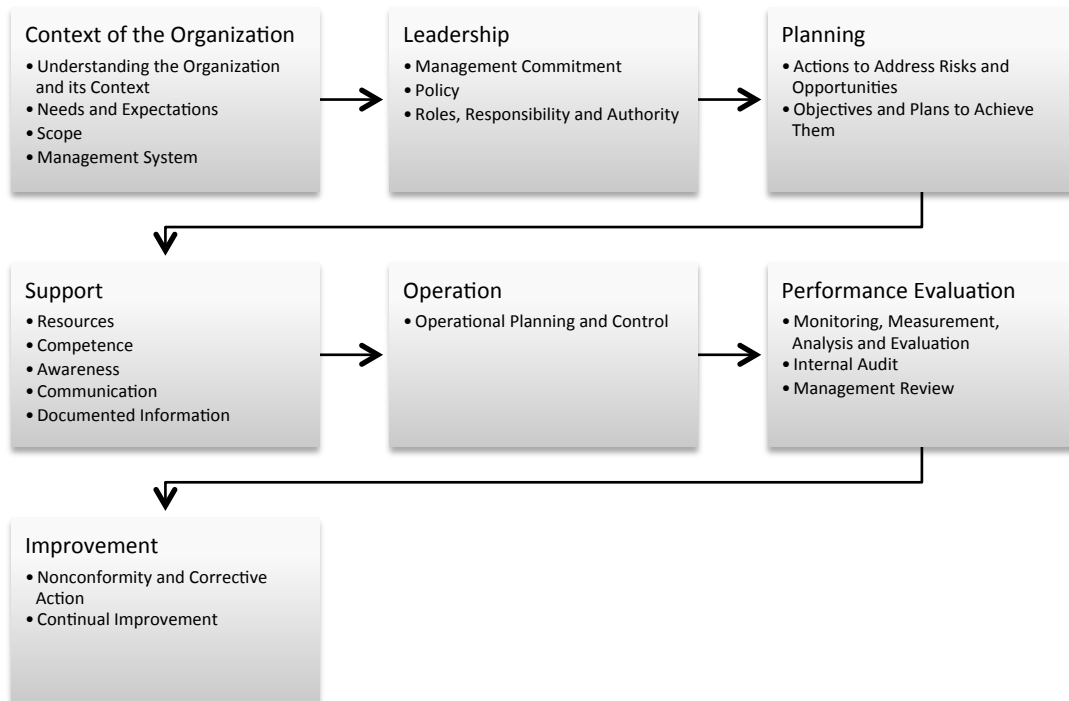 Context of the Organization
• Understanding the Organization
and its Context
• Needs and Expectations
• Scope
• Management System
Leadership
• Management Commitment
• Policy
• Roles, Responsibility and Authority
Planning
• Actions to Address Risks and
Opportunities
• Objectives and Plans to Achieve
Them
Support
• Resources
• Competence
• Awareness
• Communication
• Documented Information
Operation
• Operational Planning and Control
Performance Evaluation
• Monitoring, Measurement,
Analysis and Evaluation
• Internal Audit
• Management Review
Improvement
• Nonconformity and Corrective
Action
• Continual Improvement